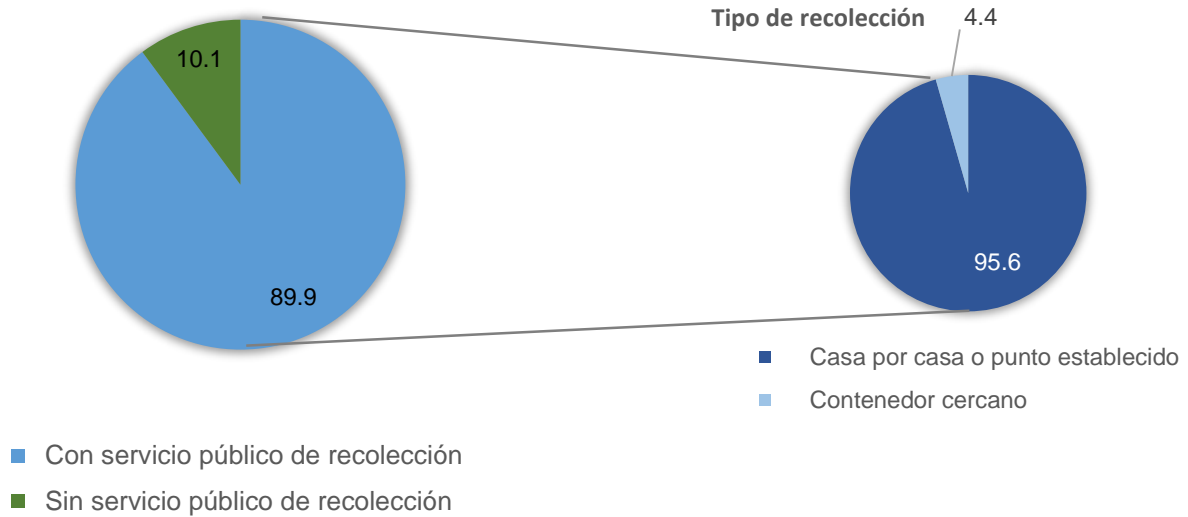 Tipo de recolección
4.4
10.1
89.9
95.6
Casa por casa o punto establecido
Contenedor cercano
Con servicio público de recolección
Sin servicio público de recolección